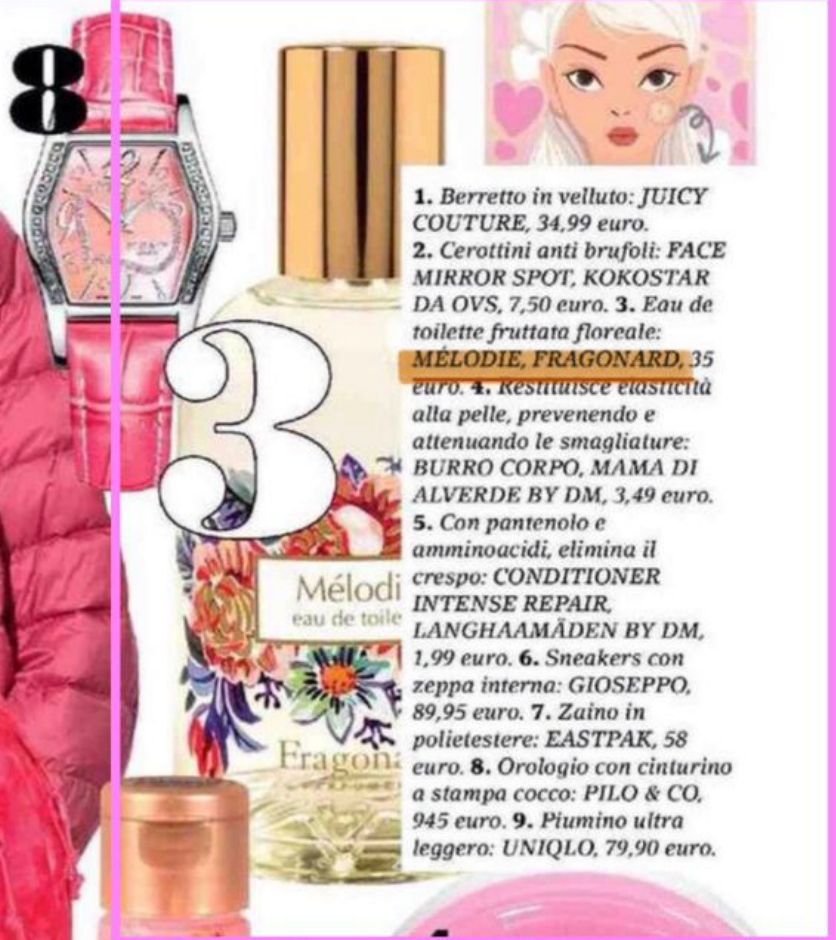 8
3
Mélodi
eau de toile
Fragona
1. Berretto in velluto: JUICY
COUTURE, 34,99 euro.
2. Cerottini anti brufoli: FACE
MIRROR SPOT, KOKOSTAR
DA OVS, 7,50 euro. 3. Eau de
toilette fruttata floreale:
MÉLODIE, FRAGONARD, 35
euro. 4. Restituisce elasticità
alla pelle, prevenendo e
attenuando le smagliature:
BURRO CORPO, MAMA DI
ALVERDE BY DM, 3,49 euro.
5. Con pantenolo e
amminoacidi, elimina il
crespo: CONDITIONER
INTENSE REPAIR,
LANGHAAMÄDEN BY DM,
1,99 euro. 6. Sneakers con
zeppa interna: GIOSEPPO,
89,95 euro. 7. Zaino in
polietestere: EASTPAK, 58
euro. 8. Orologio con cinturino
a stampa cocco: PILO & CO,
945 euro. 9. Piumino ultra
leggero: UNIQLO, 79,90 euro.